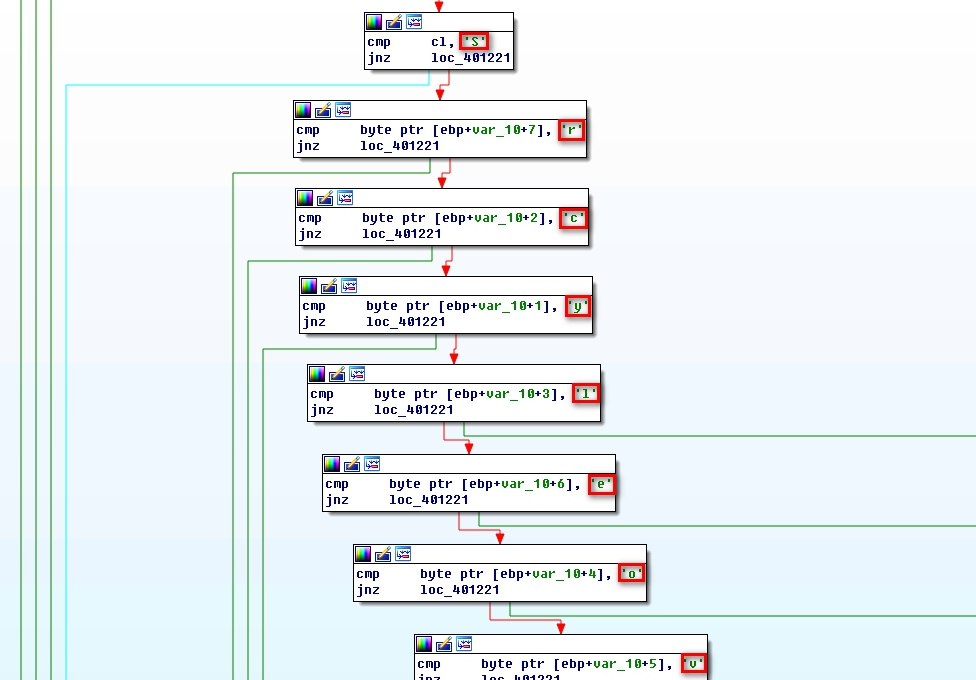 cmp cl, 'S'
jnz loc_401221
cmp byte ptr [ebp+var_10+7], 'r'
jnz loc_401221
cmp byte ptr [ebp+var_10+2], 'c'
jnz loc_401221
cmp byte ptr [ebp+var_10+1], 'y'
jnz loc_401221
cmp byte ptr [ebp+var_10+3], 'l'
jnz loc_401221
cmp byte ptr [ebp+var_10+6], 'e'
jnz loc_401221
cmp byte ptr [ebp+var_10+4], 'o'
jnz loc_401221
cmp byte ptr [ebp+var_10+5], 'v'
jnz loc_401221